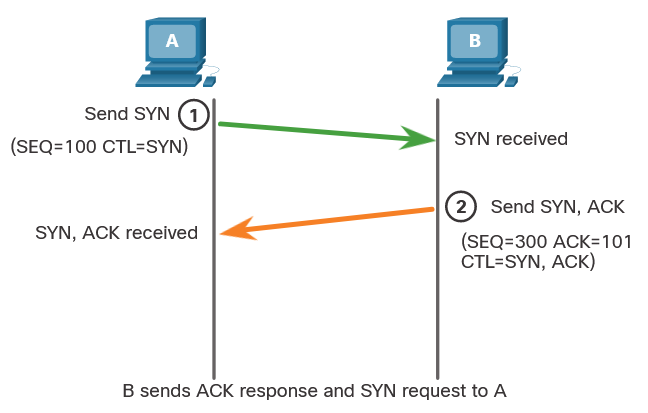 A
B
Send SYN 1
(SEQ=100 CTL=SYN)
SYN received
2 Send SYN, ACK
SYN, ACK received
(SEQ=300 ACK=101
CTL=SYN, ACK)
B sends ACK response and SYN request to A